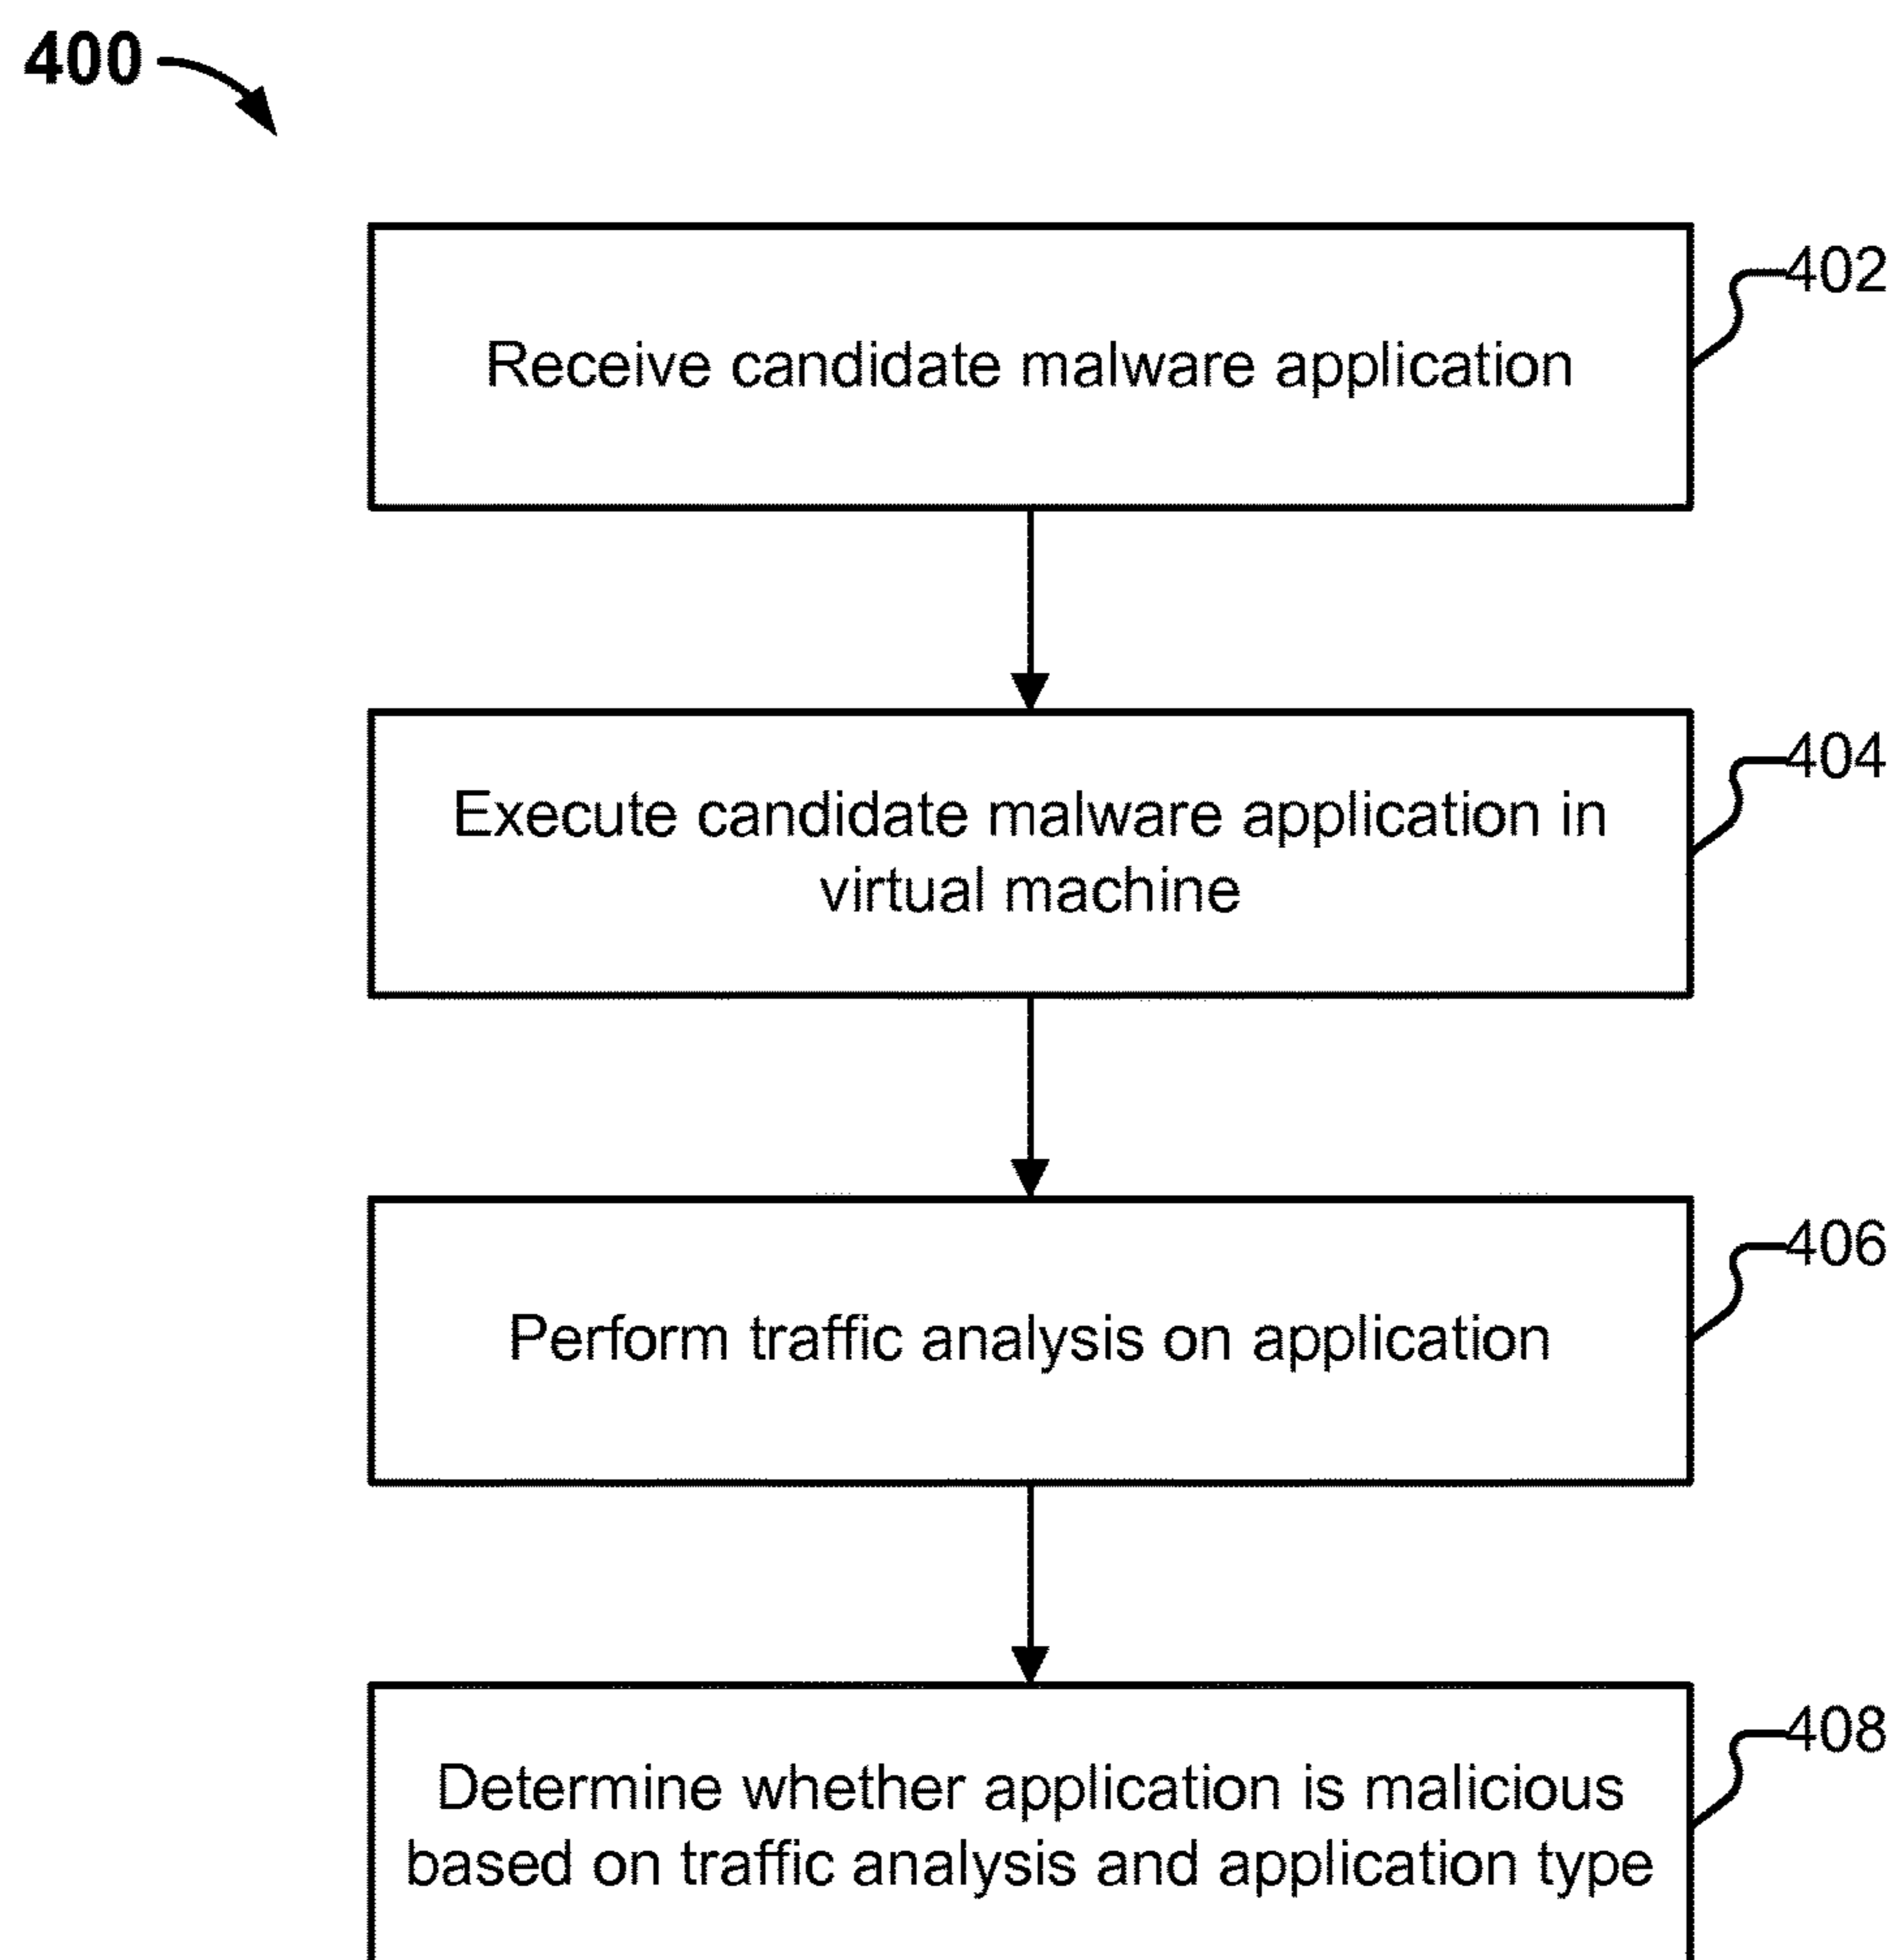 400
402
Receive candidate malware application
404
Execute candidate malware application in
virtual machine
406
Perform traffic analysis on application
408
Determine whether application is malicious
based on traffic analysis and application type